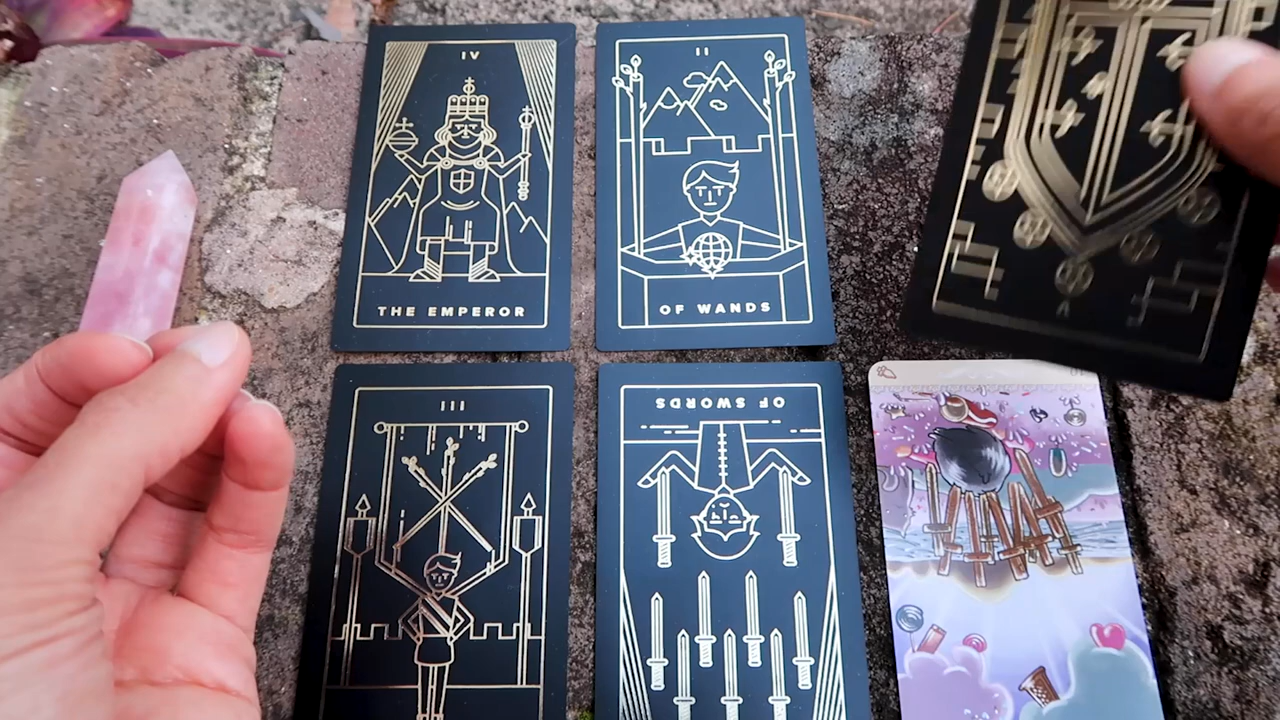 IV
THE EMPEROR
II
OF WANDS
III
OF SWORDS